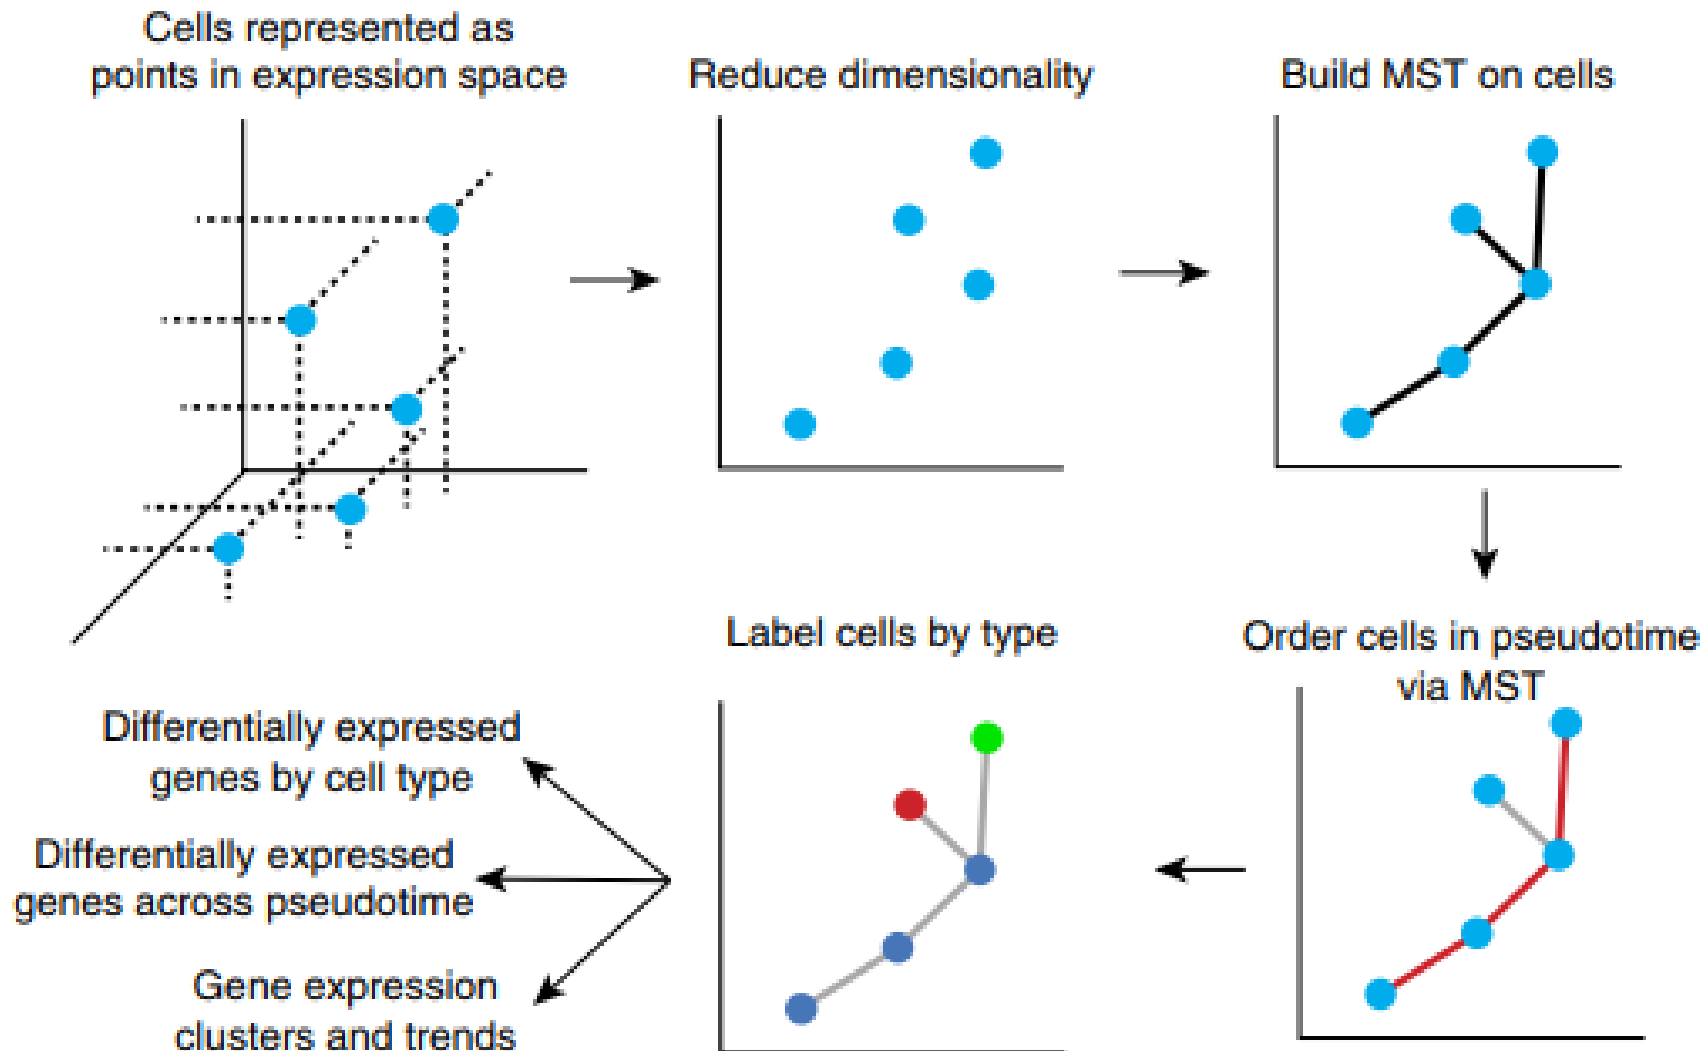 Cells represented as
points in expression space
Reduce dimensionality
Build MST on cells
Order cells in pseudotime
via MST
Label cells by type
Differentially expressed
genes by cell type
Differentially expressed
genes across pseudotime
Gene expression
clusters and trends